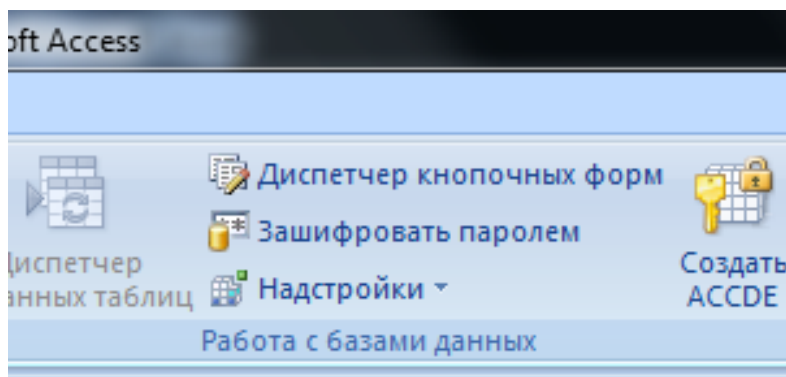 oft Access
Диспетчер кнопочных форм
Зашифровать паролем
Диспетчер
анных таблиц
Надстройки
Создать
ACCDE
Работа с базами данных